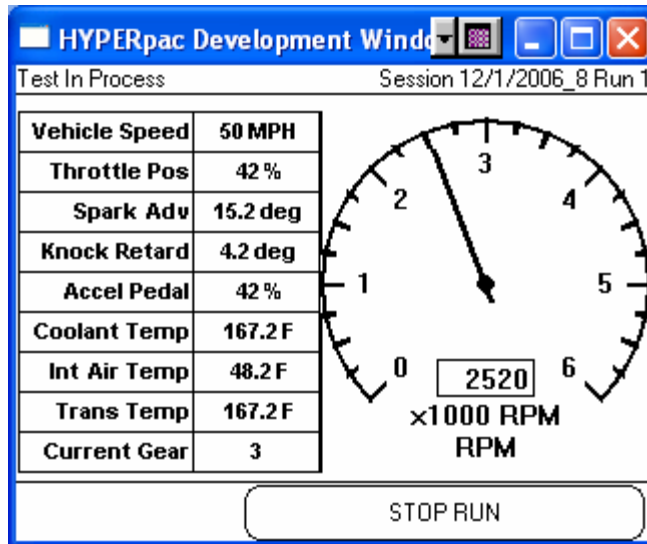 HYPERpac Development Windo
Test In Process Session 12/1/2006_8 Run 1
Vehicle Speed 50 MPH
Throttle Pos 42 %
Spark Adv 15.2 deg
Knock Retard 4.2 deg
Accel Pedal 42 %
Coolant Temp 167.2 F
Int Air Temp 48.2 F
Trans Temp 167.2 F
Current Gear 3
0 1 2 3 4 5 6
2520
x1000 RPM
RPM
STOP RUN